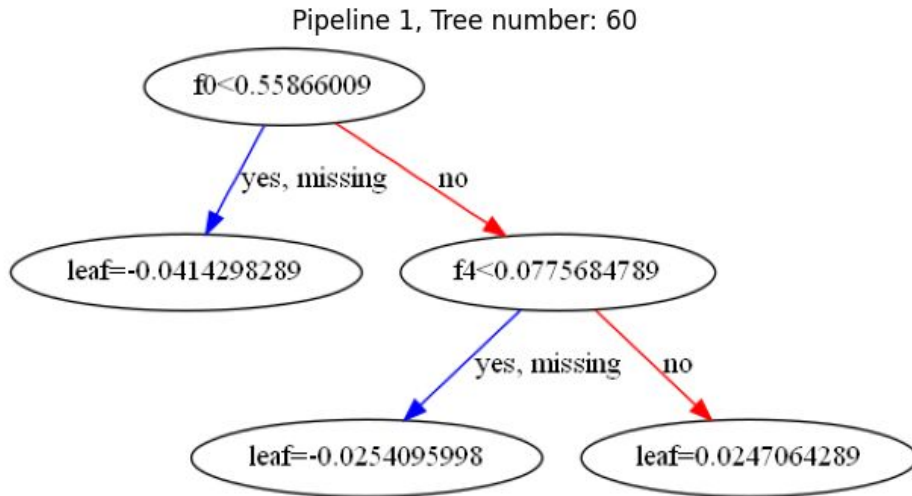 Pipeline 1, Tree number: 60
f0<0.55866009
yes, missing
no
leaf=-0.0414298289
f4<0.0775684789
yes, missing
no
leaf=-0.0254095998
leaf=0.0247064289